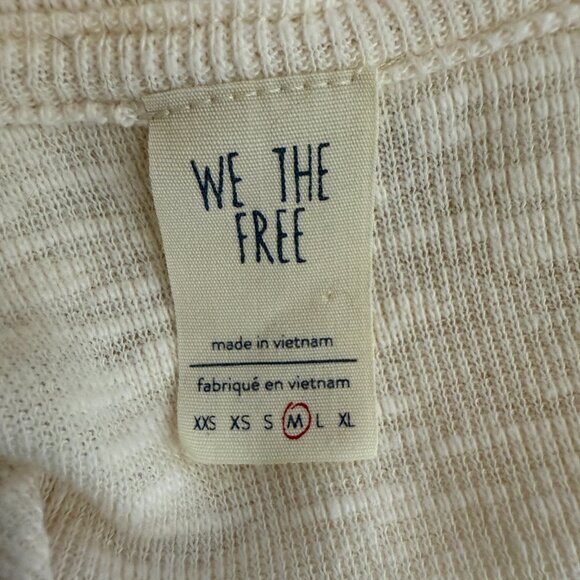 WE THE
FREE
made in vietnam
fabriqué en vietnam
XXS XS S M L XL